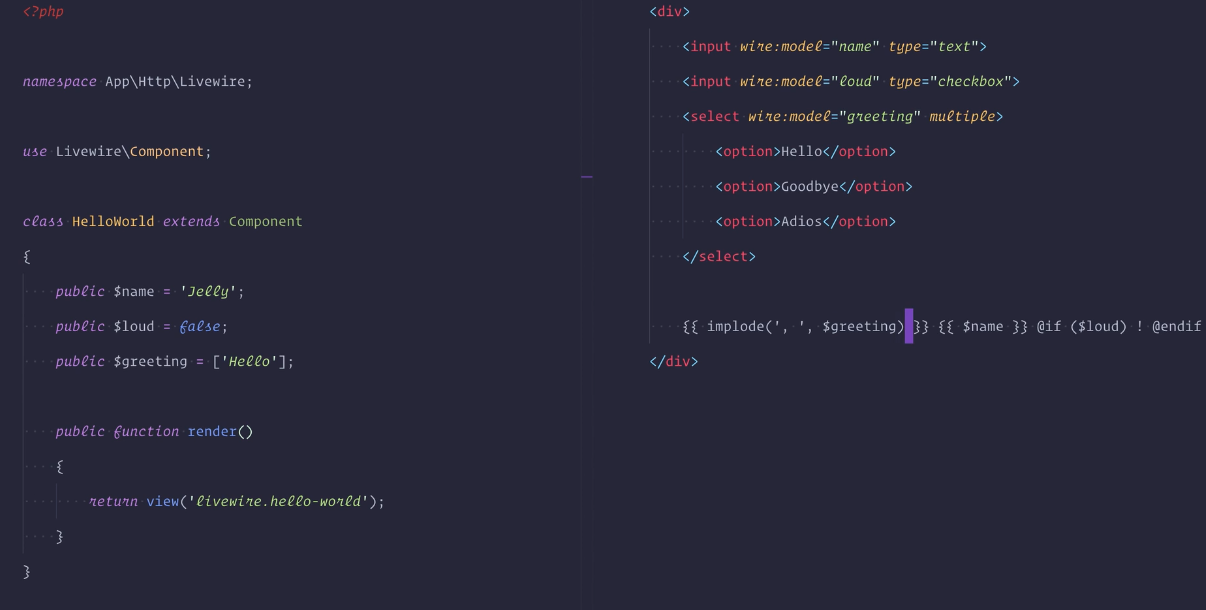 <?php
namespace App\Http\Livewire;
use Livewire\Component;
class HelloWorld extends Component
{
public $name = 'Jelly';
public $loud = false;
public $greeting = ['Hello'];
public function render()
{
return view('livewire.hello-world');
}
}
<div>
<input wire:model="name" type="text">
<input wire:model="loud" type="checkbox">
<select wire:model="greeting" multiple>
<option>Hello</option>
<option>Goodbye</option>
<option>Adios</option>
</select>
{{ implode(', ', $greeting) }} {{ $name }} @if ($loud) ! @endif
</div>